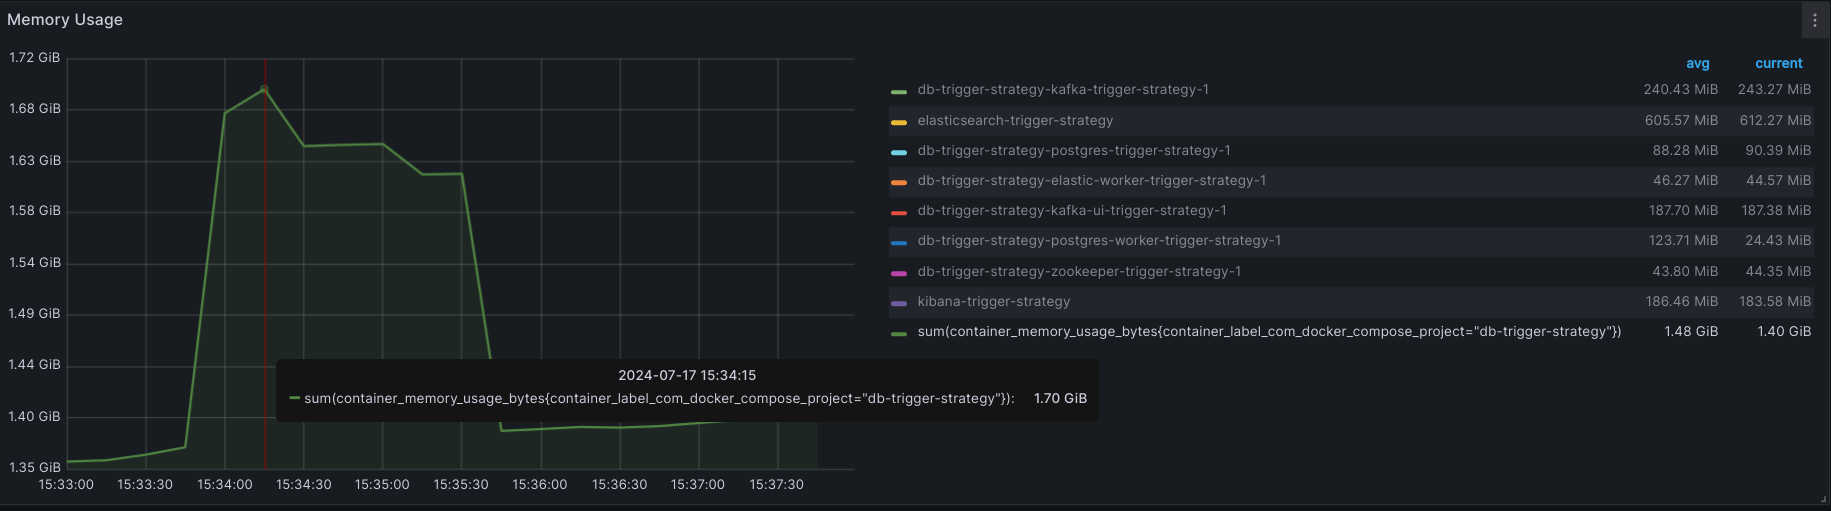 Memory Usage
1.72 GiB
1.68 GiB
1.63 GiB
1.58 GiB
1.54 GiB
1.49 GiB
1.44 GiB
1.40 GiB
1.35 GiB
15:33:00 15:33:30 15:34:00 15:34:30 15:35:00 15:35:30 15:36:00 15:36:30 15:37:00 15:37:30
2024-07-17 15:34:15
sum(container_memory_usage_bytes{container_label_com_docker_compose_project="db-trigger-strategy"}): 1.70 GiB
avg current
db-trigger-strategy-kafka-trigger-strategy-1 240.43 MiB 243.27 MiB
elasticsearch-trigger-strategy 605.57 MiB 612.27 MiB
db-trigger-strategy-postgres-trigger-strategy-1 88.28 MiB 90.39 MiB
db-trigger-strategy-elastic-worker-trigger-strategy-1 46.27 MiB 44.57 MiB
db-trigger-strategy-kafka-ui-trigger-strategy-1 187.70 MiB 187.38 MiB
db-trigger-strategy-postgres-worker-trigger-strategy-1 123.71 MiB 24.43 MiB
db-trigger-strategy-zookeeper-trigger-strategy-1 43.80 MiB 44.35 MiB
kibana-trigger-strategy 186.46 MiB 183.58 MiB
sum(container_memory_usage_bytes{container_label_com_docker_compose_project="db-trigger-strategy"}) 1.48 GiB 1.40 GiB